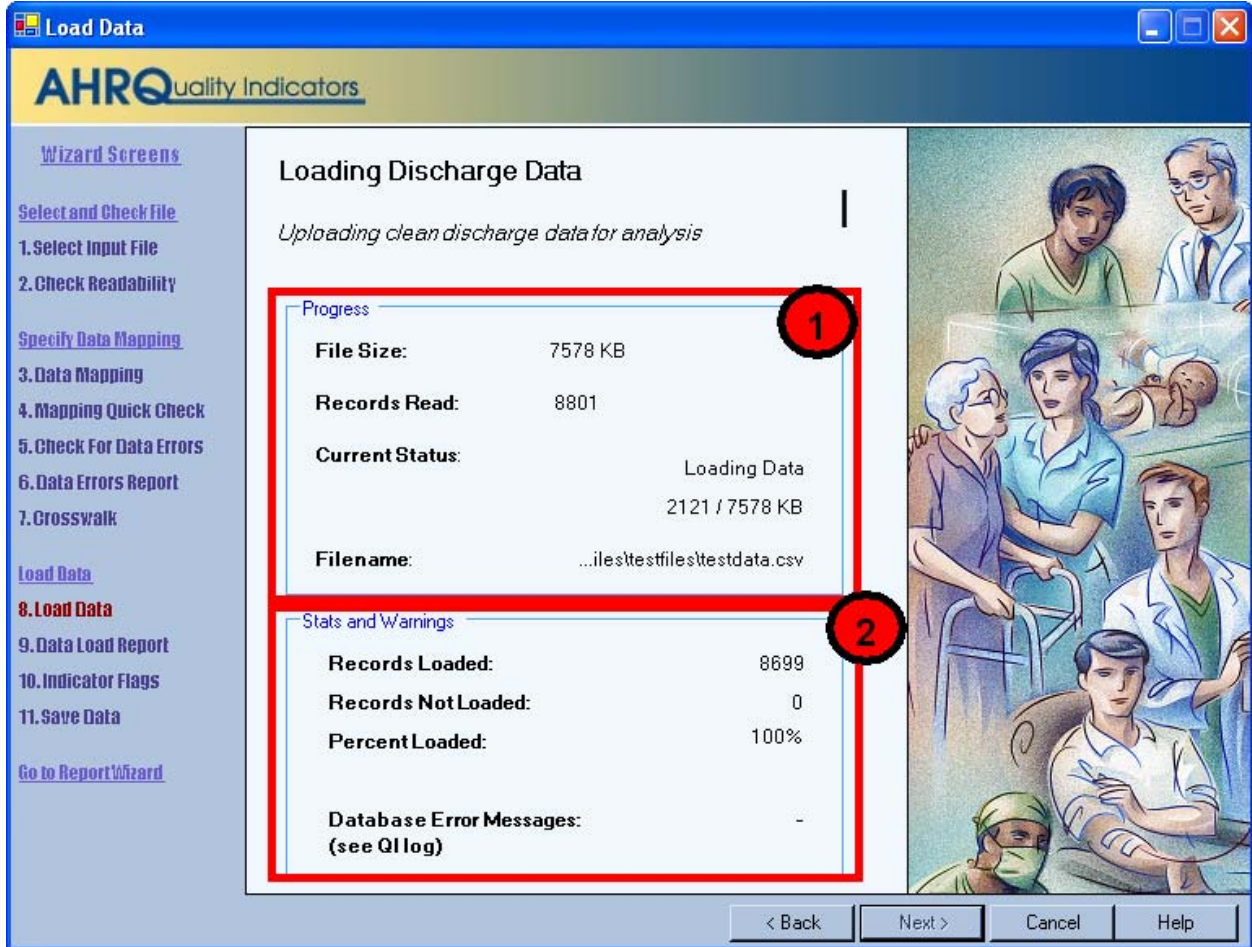 Load Data
AHRQuality Indicators
Wizard Screens
Select and Check File
1.Select Input File
2.Check Readability
Specify Data Mapping
3.Data Mapping
4.Mapping Quick Check
5.Check For Data Errors
6.Data Errors Report
7.Crosswalk
Load Data
8.Load Data
9.Data Load Report
10.Indicator Flags
11.Save Data
Go to Report Wizard
Loading Discharge Data
Uploading clean discharge data for analysis
1
Progress
File Size: 7578 KB
Records Read: 8801
Current Status: Loading Data
2121 / 7578 KB
Filename: ...iles\testfiles\testdata.csv
2
Stats and Warnings
Records Loaded: 8699
Records Not Loaded: 0
Percent Loaded: 100%
Database Error Messages: -
(see QI log)
< Back Next > Cancel Help